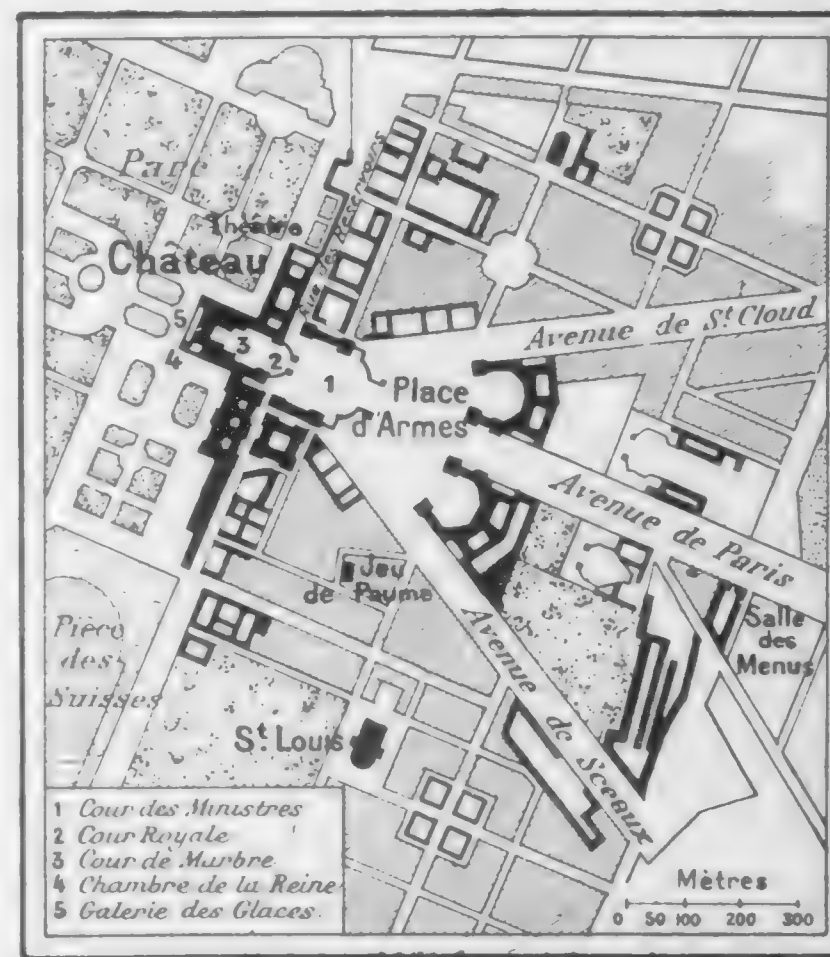 Parc
Théâtre
Château
Rue des Réservoirs
5
4
3
2
1
Place
d'Armes
Avenue de St Cloud
Avenue de Paris
Avenue de Sceaux
Jeu
de Paume
Salle
des
Menus
Pièce
des
Suisses
St Louis
1 Cour des Ministres
2 Cour Royale
3 Cour de Marbre
4 Chambre de la Reine
5 Galerie des Glaces
Mètres
0 50 100 200 300